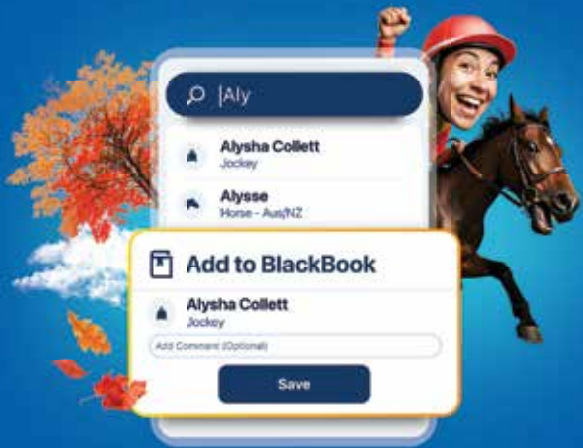 Aly
Alysha Collett
Jockey
Alysse
Horse - Aus/NZ
Add to BlackBook
Alysha Collett
Jockey
Add Comment (Optional)
Save